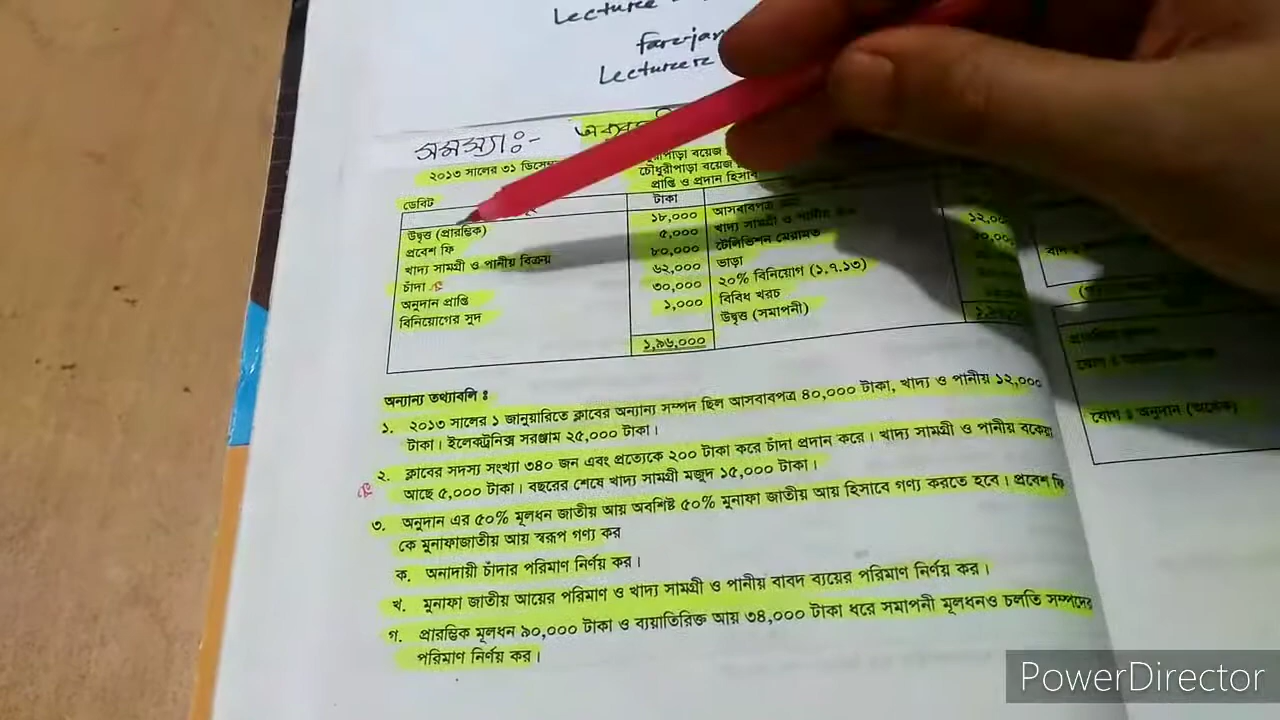 Lecture
farejan
Lecturere
সমস্যাঃ-
২০১৩ সালের ৩১ ডিসে
চৌধুরীপাড়া বয়েজ
প্রাপ্তি ও প্রদান হিসাব
ডেবিট
টাকা
উদ্বৃত্ত (প্রারম্ভিক) ১৮,০০০ আসবাবপত্র
প্রবেশ ফি ৫,০০০ খাদ্য সামগ্রী ও পানীয়
খাদ্য সামগ্রী ও পানীয় বিক্রয় ৮০,০০০ টেলিভিশন মেরামত
চাঁদা ৬২,০০০ ভাড়া
অনুদান প্রাপ্তি ৩০,০০০ ২০% বিনিয়োগ (১.৭.১৩)
বিনিয়োগের সুদ ১,০০০ বিবিধ খরচ
উদ্বৃত্ত (সমাপনী)
১,৯৬,০০০
অন্যান্য তথ্যাবলি ঃ
১. ২০১৩ সালের ১ জানুয়ারিতে ক্লাবের অন্যান্য সম্পদ ছিল আসবাবপত্র ৪০,০০০ টাকা, খাদ্য ও পানীয় ১২,০০০
টাকা। ইলেকট্রনিক্স সরঞ্জাম ২৫,০০০ টাকা।
২. ক্লাবের সদস্য সংখ্যা ৩৪০ জন এবং প্রত্যেকে ২০০ টাকা করে চাঁদা প্রদান করে। খাদ্য সামগ্রী ও পানীয় বকেয়া
আছে ৫,০০০ টাকা। বছরের শেষে খাদ্য সামগ্রী মজুদ ১৫,০০০ টাকা।
৩. অনুদান এর ৫০% মূলধন জাতীয় আয় অবশিষ্ট ৫০% মুনাফা জাতীয় আয় হিসাবে গণ্য করতে হবে। প্রবেশ ফি
কে মুনাফাজাতীয় আয় স্বরূপ গণ্য কর
ক. অনাদায়ী চাঁদার পরিমাণ নির্ণয় কর।
খ. মুনাফা জাতীয় আয়ের পরিমাণ ও খাদ্য সামগ্রী ও পানীয় বাবদ ব্যয়ের পরিমাণ নির্ণয় কর।
গ. প্রারম্ভিক মূলধন ৯০,০০০ টাকা ও ব্যয়াতিরিক্ত আয় ৩৪,০০০ টাকা ধরে সমাপনী মূলধনও চলতি সম্পদের
পরিমাণ নির্ণয় কর।
যোগ ঃ অনুদান (অর্ধেক)
PowerDirector